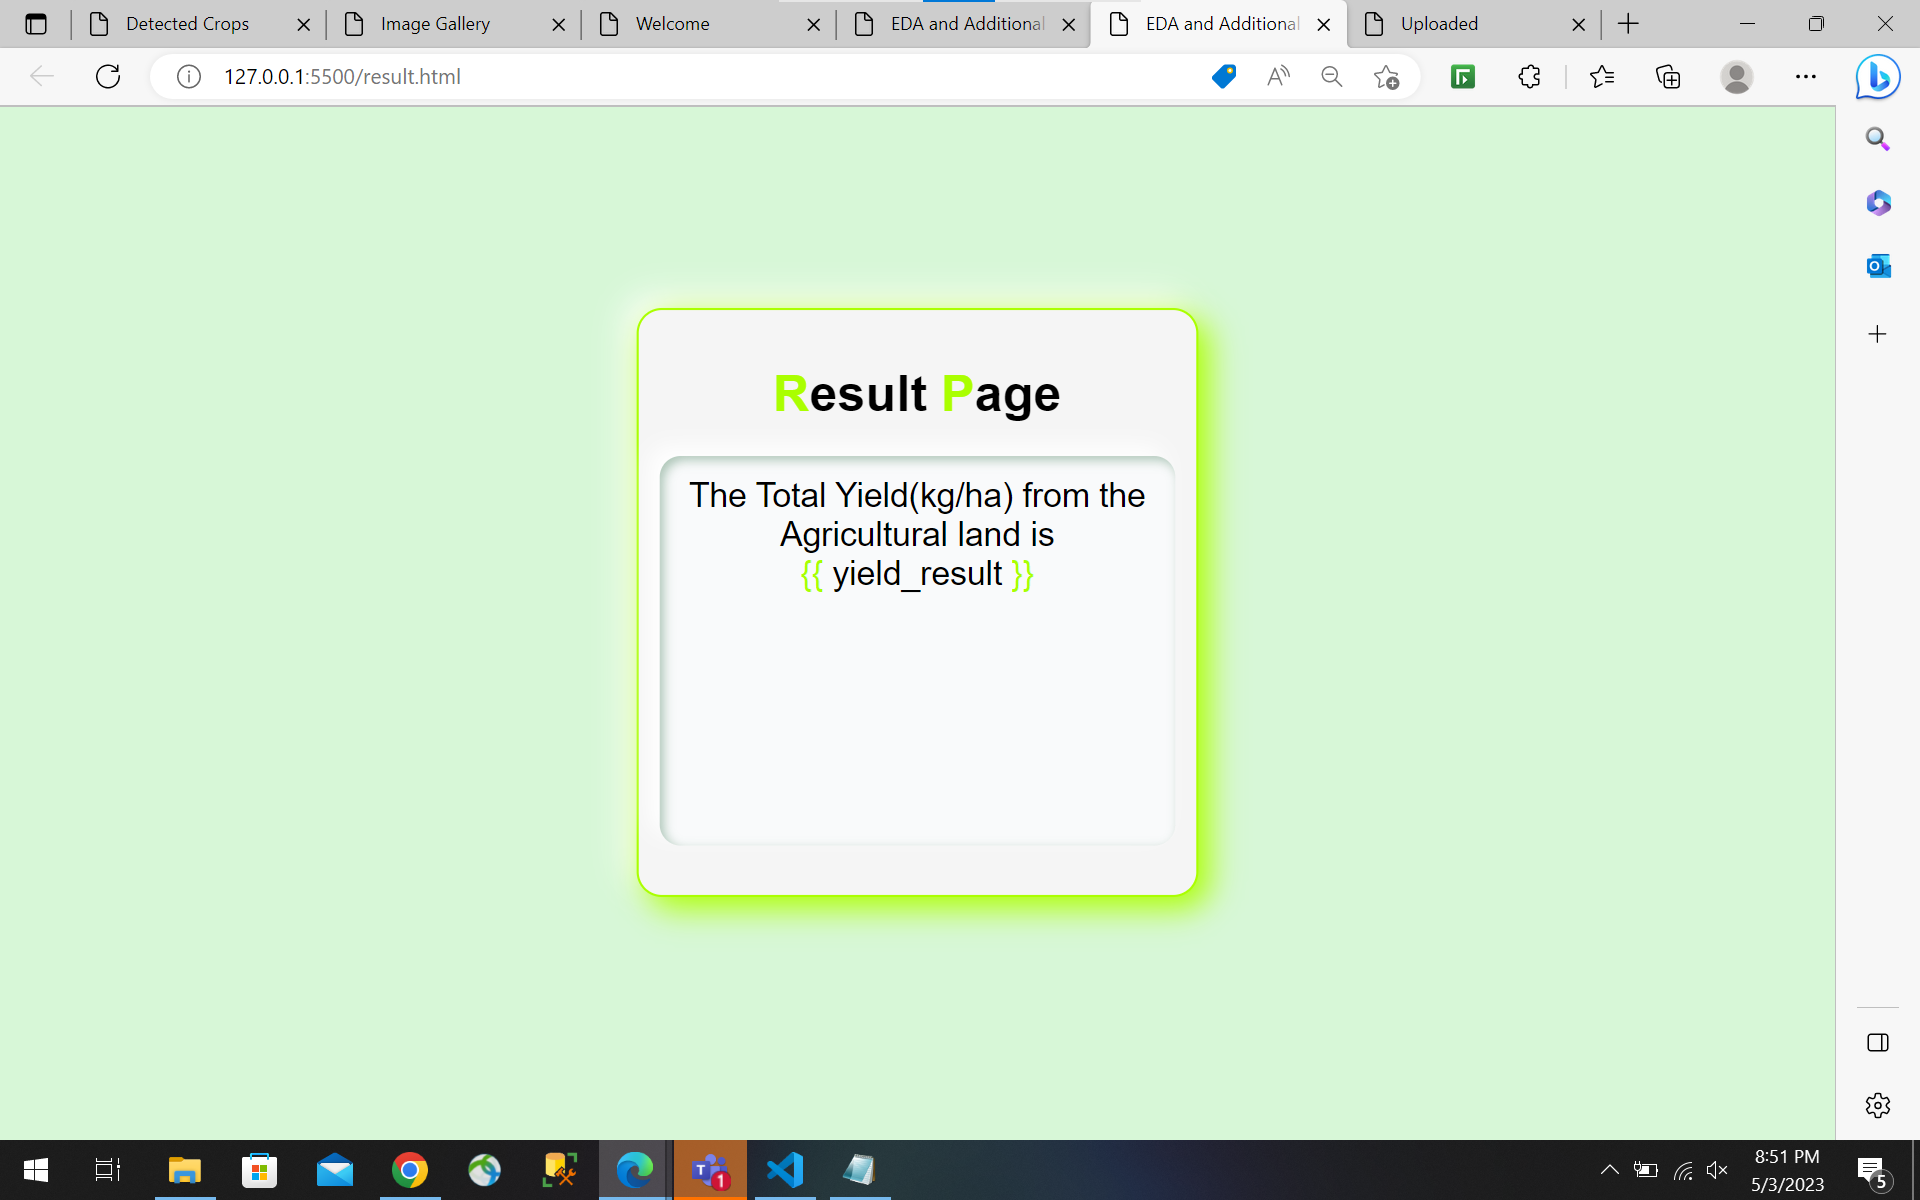 Detected Crops
Image Gallery
Welcome
EDA and Additional
EDA and Additional
Uploaded
127.0.0.1:5500/result.html
Result Page
The Total Yield(kg/ha) from the
Agricultural land is
{{ yield_result }}
8:51 PM
5/3/2023
1
5